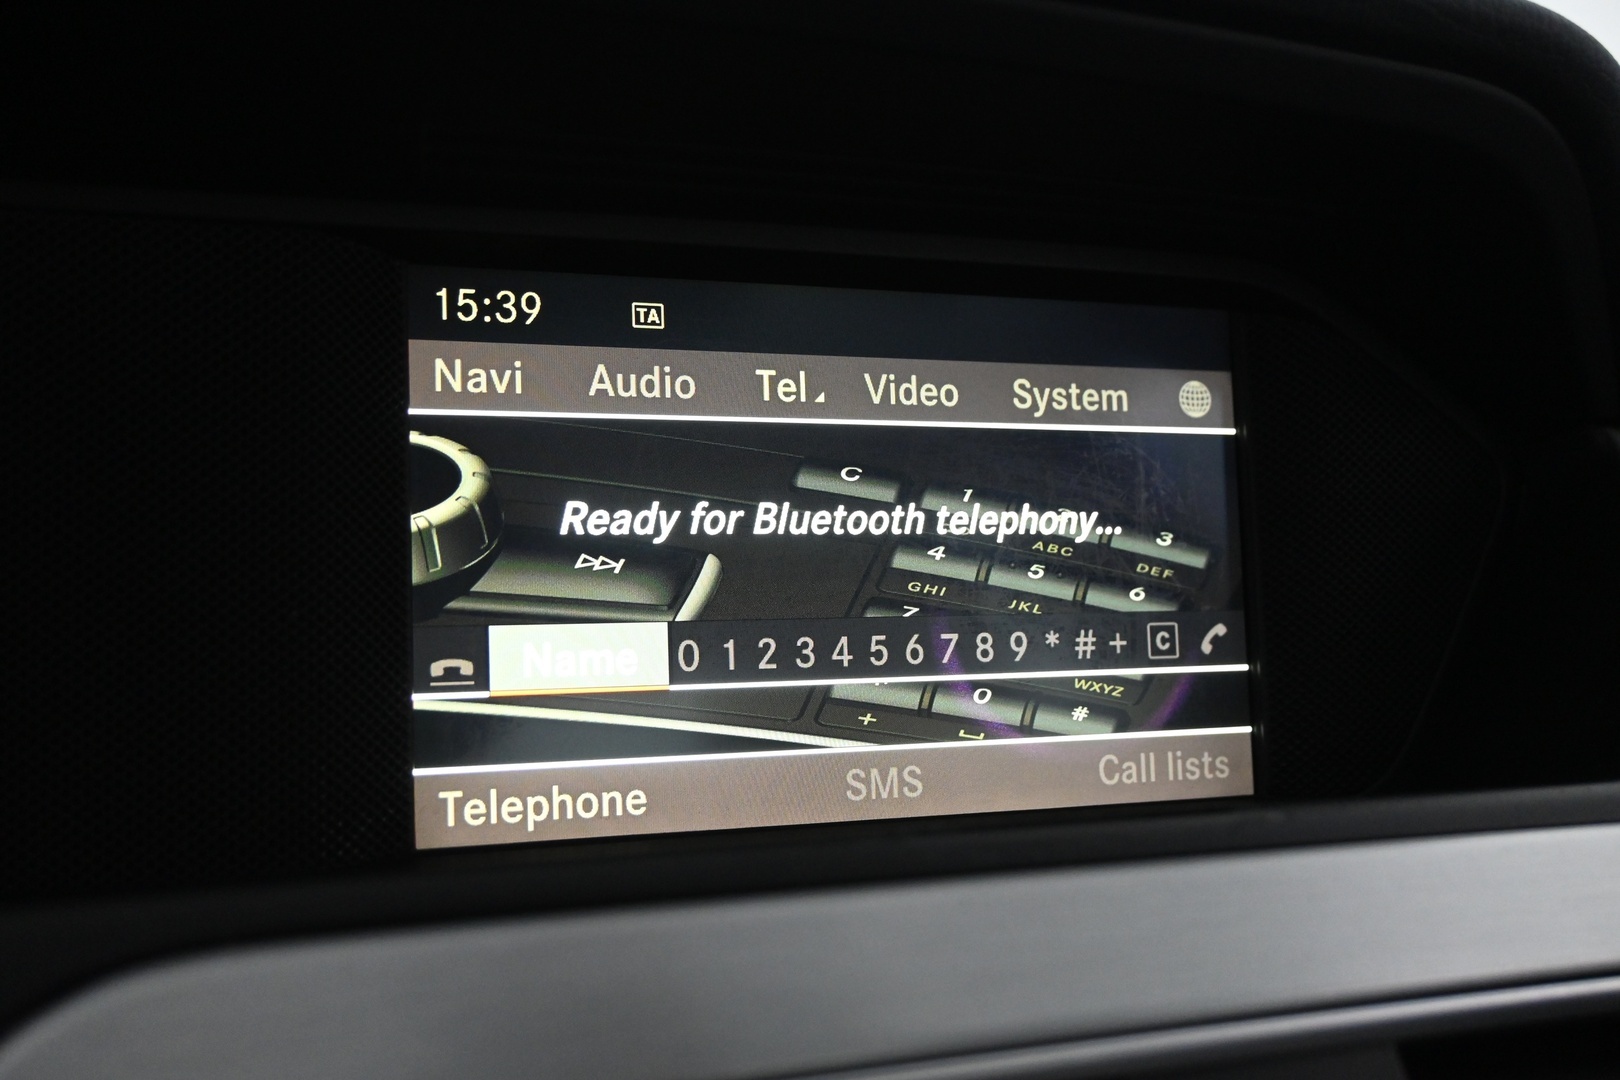 15:39 TA
Navi Audio Tel Video System
C
1
Ready for Bluetooth telephony...
3
ABC
4
DEF
5
GHI
6
JKL
7
Name 0 1 2 3 4 5 6 7 8 9 * # + C
WXYZ
0
+ #
Telephone SMS Call lists